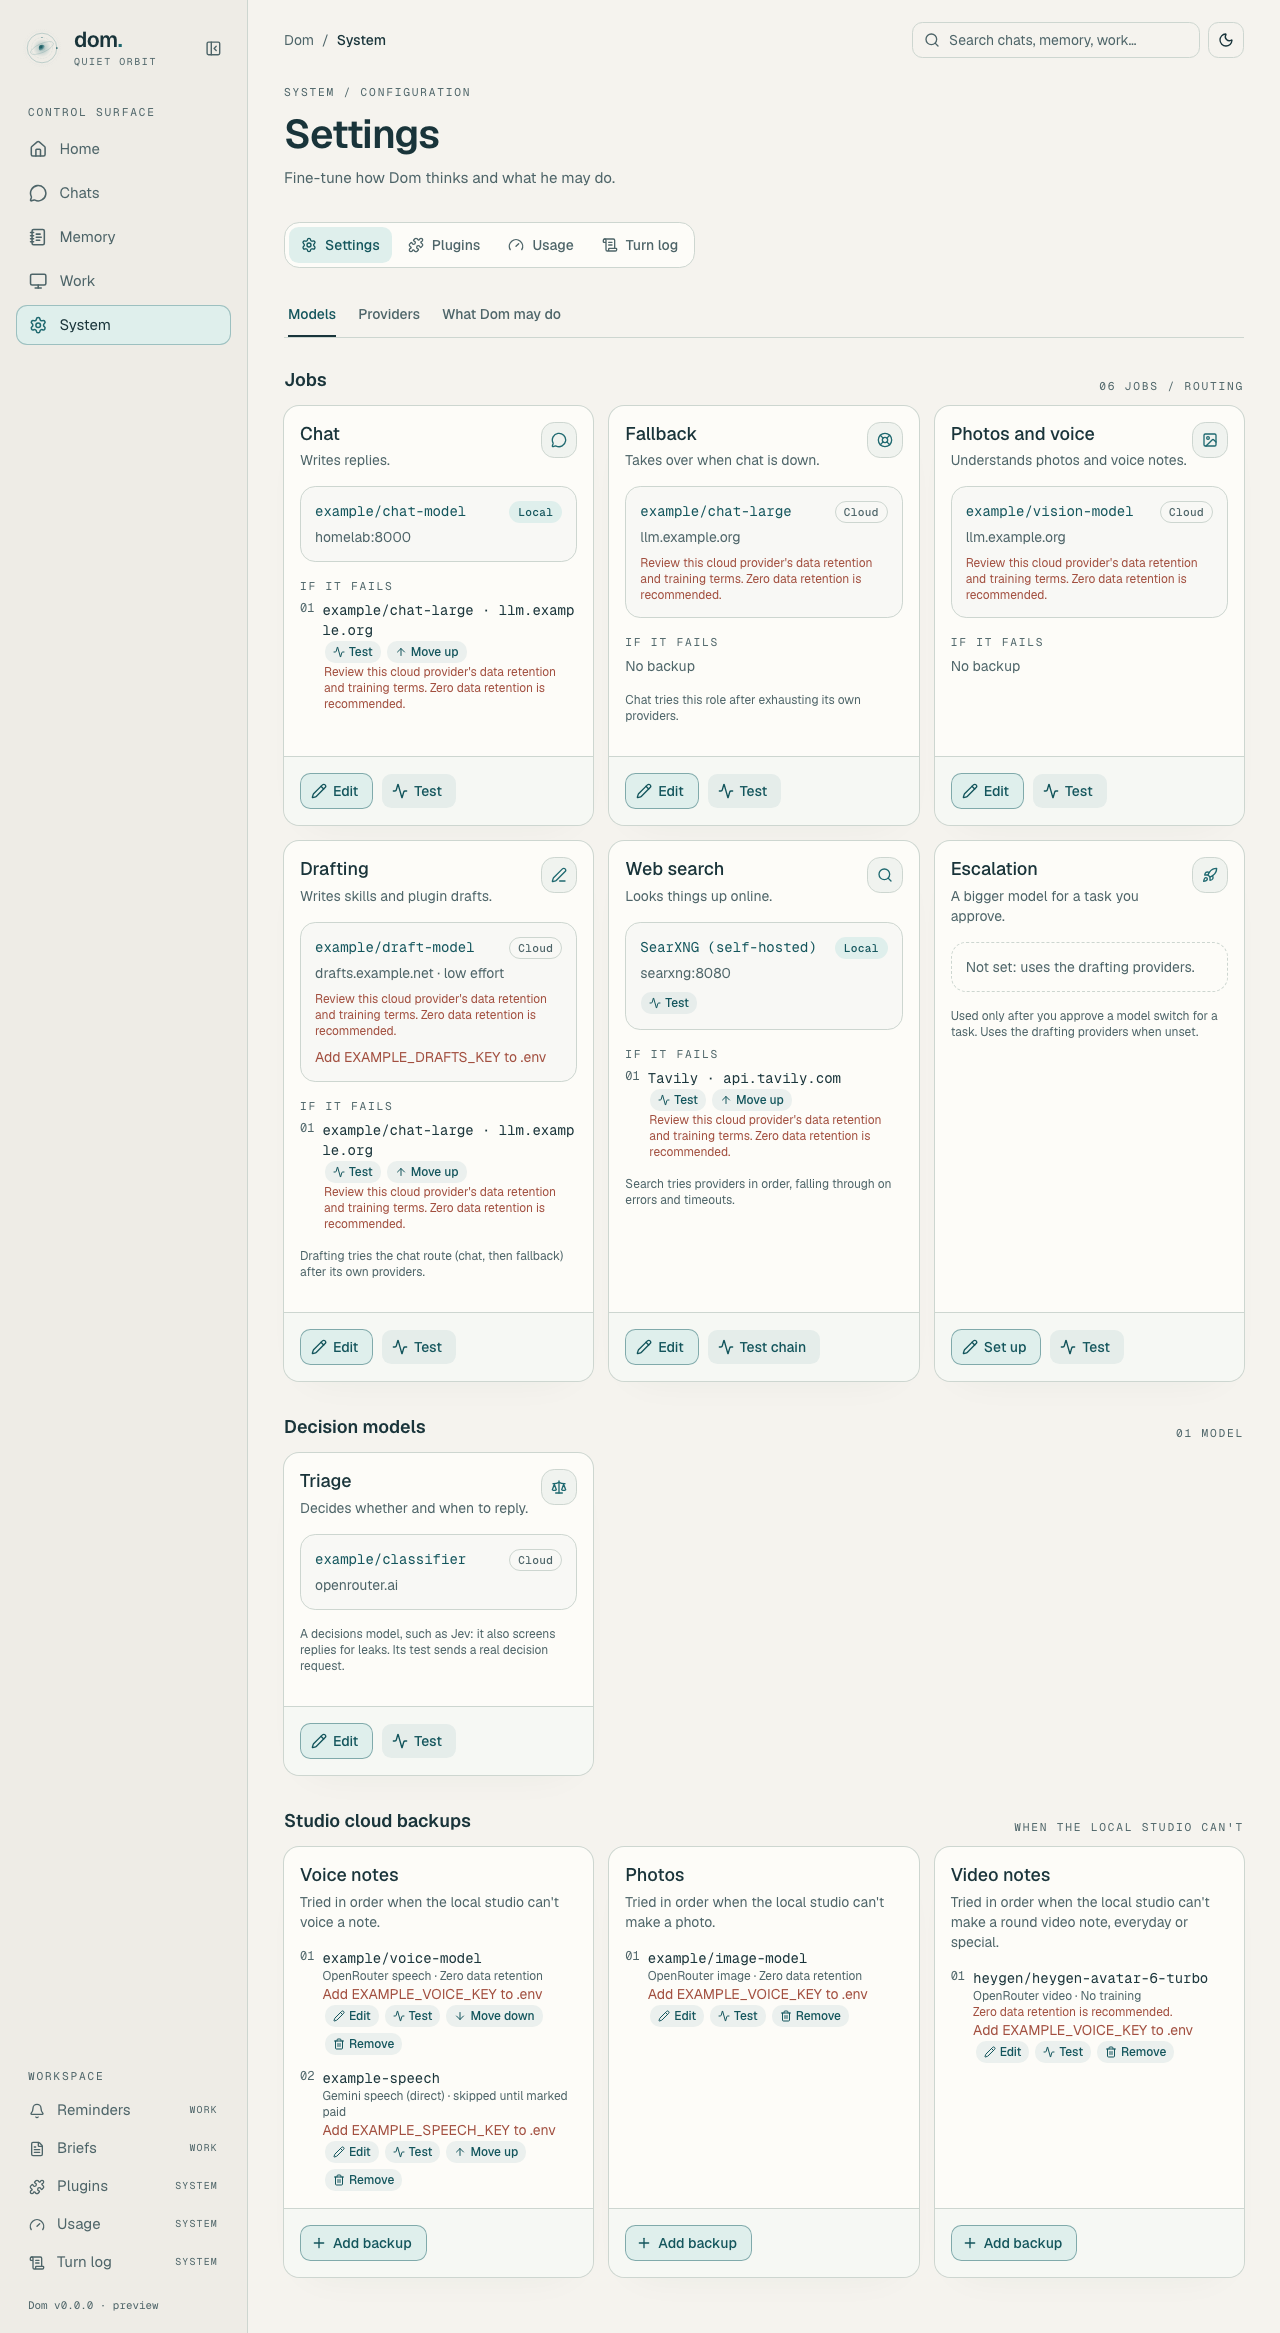 dom.
QUIET ORBIT
CONTROL SURFACE
Home
Chats
Memory
Work
System
WORKSPACE
Reminders WORK
Briefs WORK
Plugins SYSTEM
Usage SYSTEM
Turn log SYSTEM
Dom v0.0.0 · preview
Dom / System
Search chats, memory, work…
SYSTEM / CONFIGURATION
Settings
Fine-tune how Dom thinks and what he may do.
Settings Plugins Usage Turn log
Models Providers What Dom may do
Jobs
06 JOBS / ROUTING
Chat
Writes replies.
example/chat-model Local
homelab:8000
IF IT FAILS
01 example/chat-large · llm.examp
le.org
Test Move up
Review this cloud provider's data retention
and training terms. Zero data retention is
recommended.
Edit Test
Fallback
Takes over when chat is down.
example/chat-large Cloud
llm.example.org
Review this cloud provider's data retention
and training terms. Zero data retention is
recommended.
IF IT FAILS
No backup
Chat tries this role after exhausting its own
providers.
Edit Test
Photos and voice
Understands photos and voice notes.
example/vision-model Cloud
llm.example.org
Review this cloud provider's data retention
and training terms. Zero data retention is
recommended.
IF IT FAILS
No backup
Edit Test
Drafting
Writes skills and plugin drafts.
example/draft-model Cloud
drafts.example.net · low effort
Review this cloud provider's data retention
and training terms. Zero data retention is
recommended.
Add EXAMPLE_DRAFTS_KEY to .env
IF IT FAILS
01 example/chat-large · llm.examp
le.org
Test Move up
Review this cloud provider's data retention
and training terms. Zero data retention is
recommended.
Drafting tries the chat route (chat, then fallback)
after its own providers.
Edit Test
Web search
Looks things up online.
SearXNG (self-hosted) Local
searxng:8080
Test
IF IT FAILS
01 Tavily · api.tavily.com
Test Move up
Review this cloud provider's data retention
and training terms. Zero data retention is
recommended.
Search tries providers in order, falling through on
errors and timeouts.
Edit Test chain
Escalation
A bigger model for a task you
approve.
Not set: uses the drafting providers.
Used only after you approve a model switch for a
task. Uses the drafting providers when unset.
Set up Test
Decision models
01 MODEL
Triage
Decides whether and when to reply.
example/classifier Cloud
openrouter.ai
A decisions model, such as Jev: it also screens
replies for leaks. Its test sends a real decision
request.
Edit Test
Studio cloud backups
WHEN THE LOCAL STUDIO CAN'T
Voice notes
Tried in order when the local studio can't
voice a note.
01 example/voice-model
OpenRouter speech · Zero data retention
Add EXAMPLE_VOICE_KEY to .env
Edit Test Move down
Remove
02 example-speech
Gemini speech (direct) · skipped until marked
paid
Add EXAMPLE_SPEECH_KEY to .env
Edit Test Move up
Remove
Add backup
Photos
Tried in order when the local studio can't
make a photo.
01 example/image-model
OpenRouter image · Zero data retention
Add EXAMPLE_VOICE_KEY to .env
Edit Test Remove
Add backup
Video notes
Tried in order when the local studio can't
make a round video note, everyday or
special.
01 heygen/heygen-avatar-6-turbo
OpenRouter video · No training
Zero data retention is recommended.
Add EXAMPLE_VOICE_KEY to .env
Edit Test Remove
Add backup